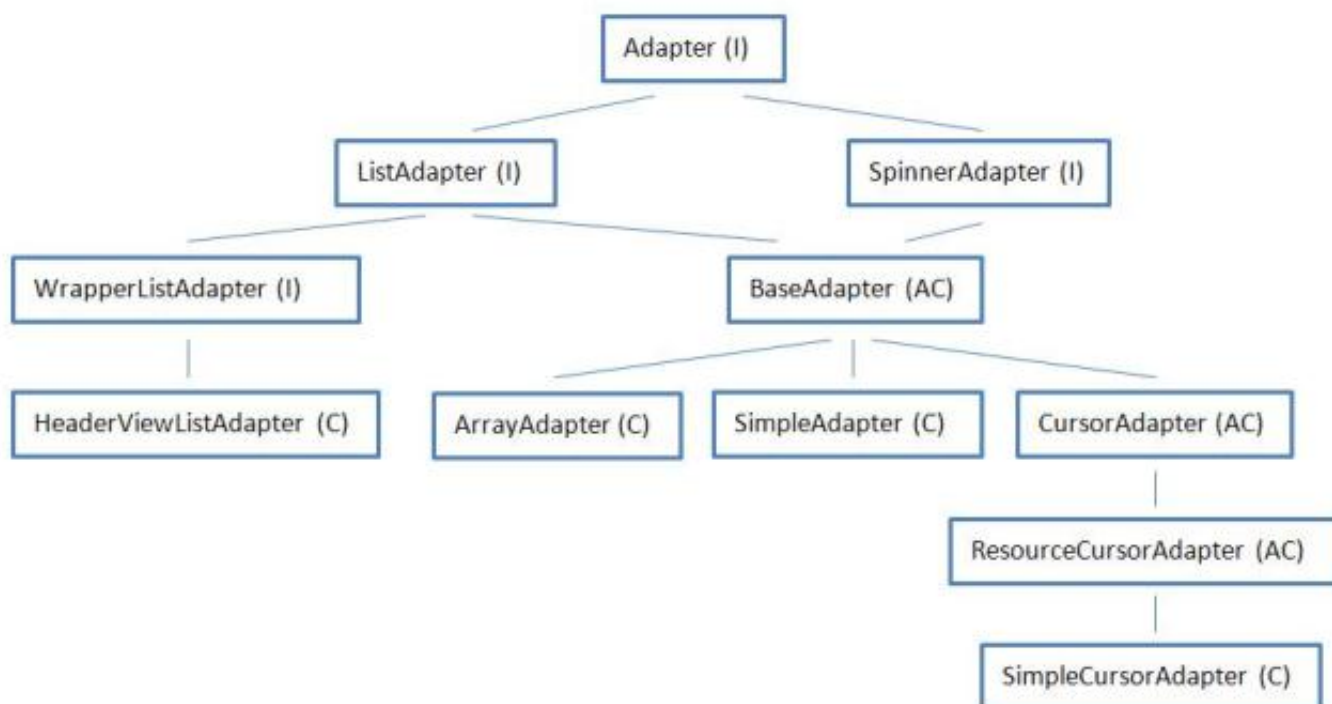 Adapter (I)
ListAdapter (I)
SpinnerAdapter (I)
WrapperListAdapter (I)
BaseAdapter (AC)
HeaderViewListAdapter (C)
ArrayAdapter (C)
SimpleAdapter (C)
CursorAdapter (AC)
ResourceCursorAdapter (AC)
SimpleCursorAdapter (C)